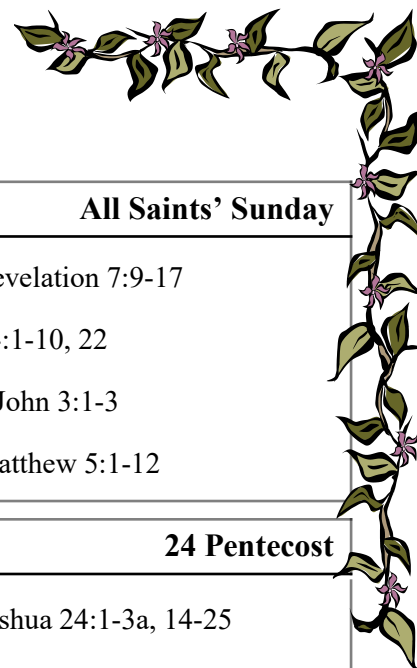 All Saints’ Sunday
evelation 7:9-17
:1-10, 22
John 3:1-3
atthew 5:1-12
24 Pentecost
shua 24:1-3a, 14-25